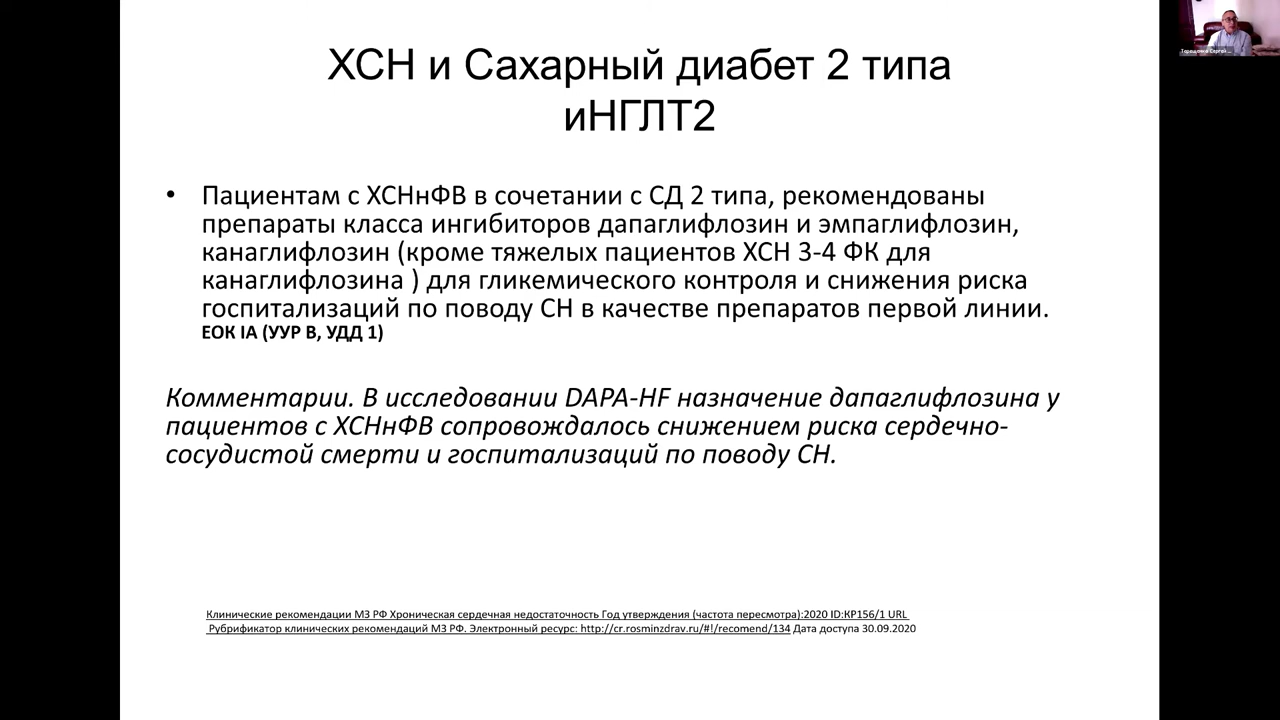 ХСН и Сахарный диабет 2 типа
иНГЛТ2
• Пациентам с ХСНнФВ в сочетании с СД 2 типа, рекомендованы
препараты класса ингибиторов дапаглифлозин и эмпаглифлозин,
канаглифлозин (кроме тяжелых пациентов ХСН 3-4 ФК для
канаглифлозина ) для гликемического контроля и снижения риска
госпитализаций по поводу СН в качестве препаратов первой линии.
ЕОК IA (УУР B, УДД 1)
Комментарии. В исследовании DAPA-HF назначение дапаглифлозина у
пациентов с ХСНнФВ сопровождалось снижением риска сердечно-
сосудистой смерти и госпитализаций по поводу СН.
Клинические рекомендации МЗ РФ Хроническая сердечная недостаточность Год утверждения (частота пересмотра):2020 ID:КР156/1 URL
Рубрификатор клинических рекомендаций МЗ РФ. Электронный ресурс: http://cr.rosminzdrav.ru/#!/recomend/134 Дата доступа 30.09.2020
Терещенко Сергей ...